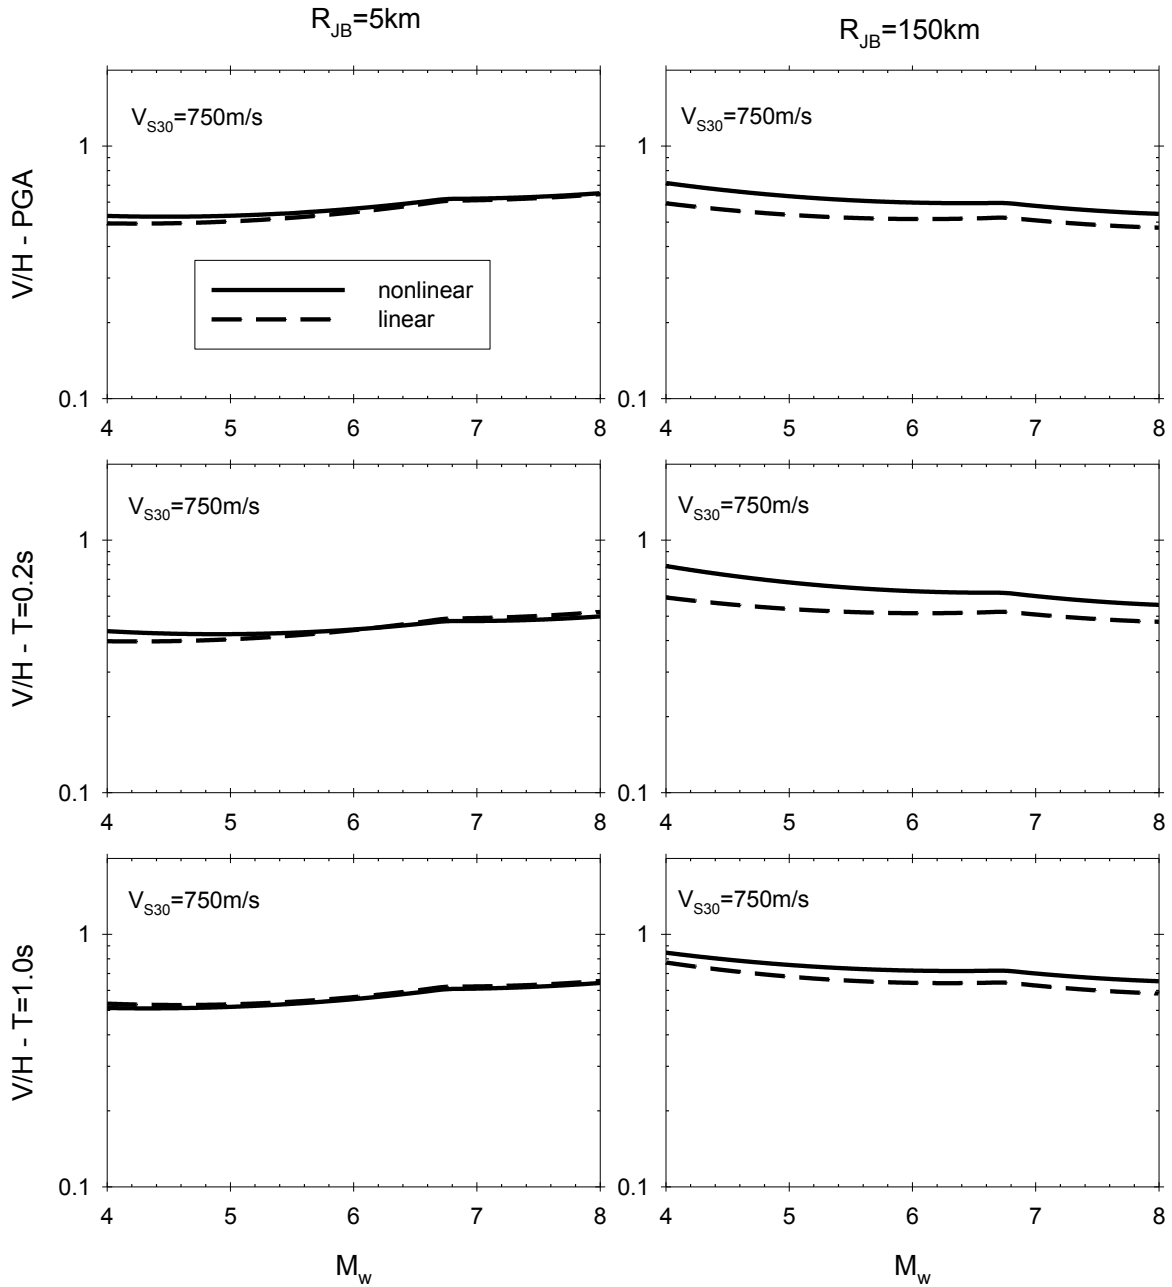 R_JB=5km
R_JB=150km
V/H - PGA
V_S30=750m/s
V_S30=750m/s
1
1
nonlinear
linear
0.1
0.1
4 5 6 7 8
4 5 6 7 8
V/H - T=0.2s
V_S30=750m/s
V_S30=750m/s
1
1
0.1
0.1
4 5 6 7 8
4 5 6 7 8
V/H - T=1.0s
V_S30=750m/s
V_S30=750m/s
1
1
0.1
0.1
4 5 6 7 8
4 5 6 7 8
M_w
M_w